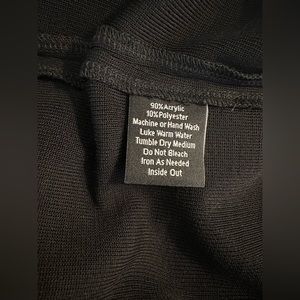 90% Acrylic
10% Polyester
Machine or Hand Wash
Luke Warm Water
Tumble Dry Medium
Do Not Bleach
Iron As Needed
Inside Out